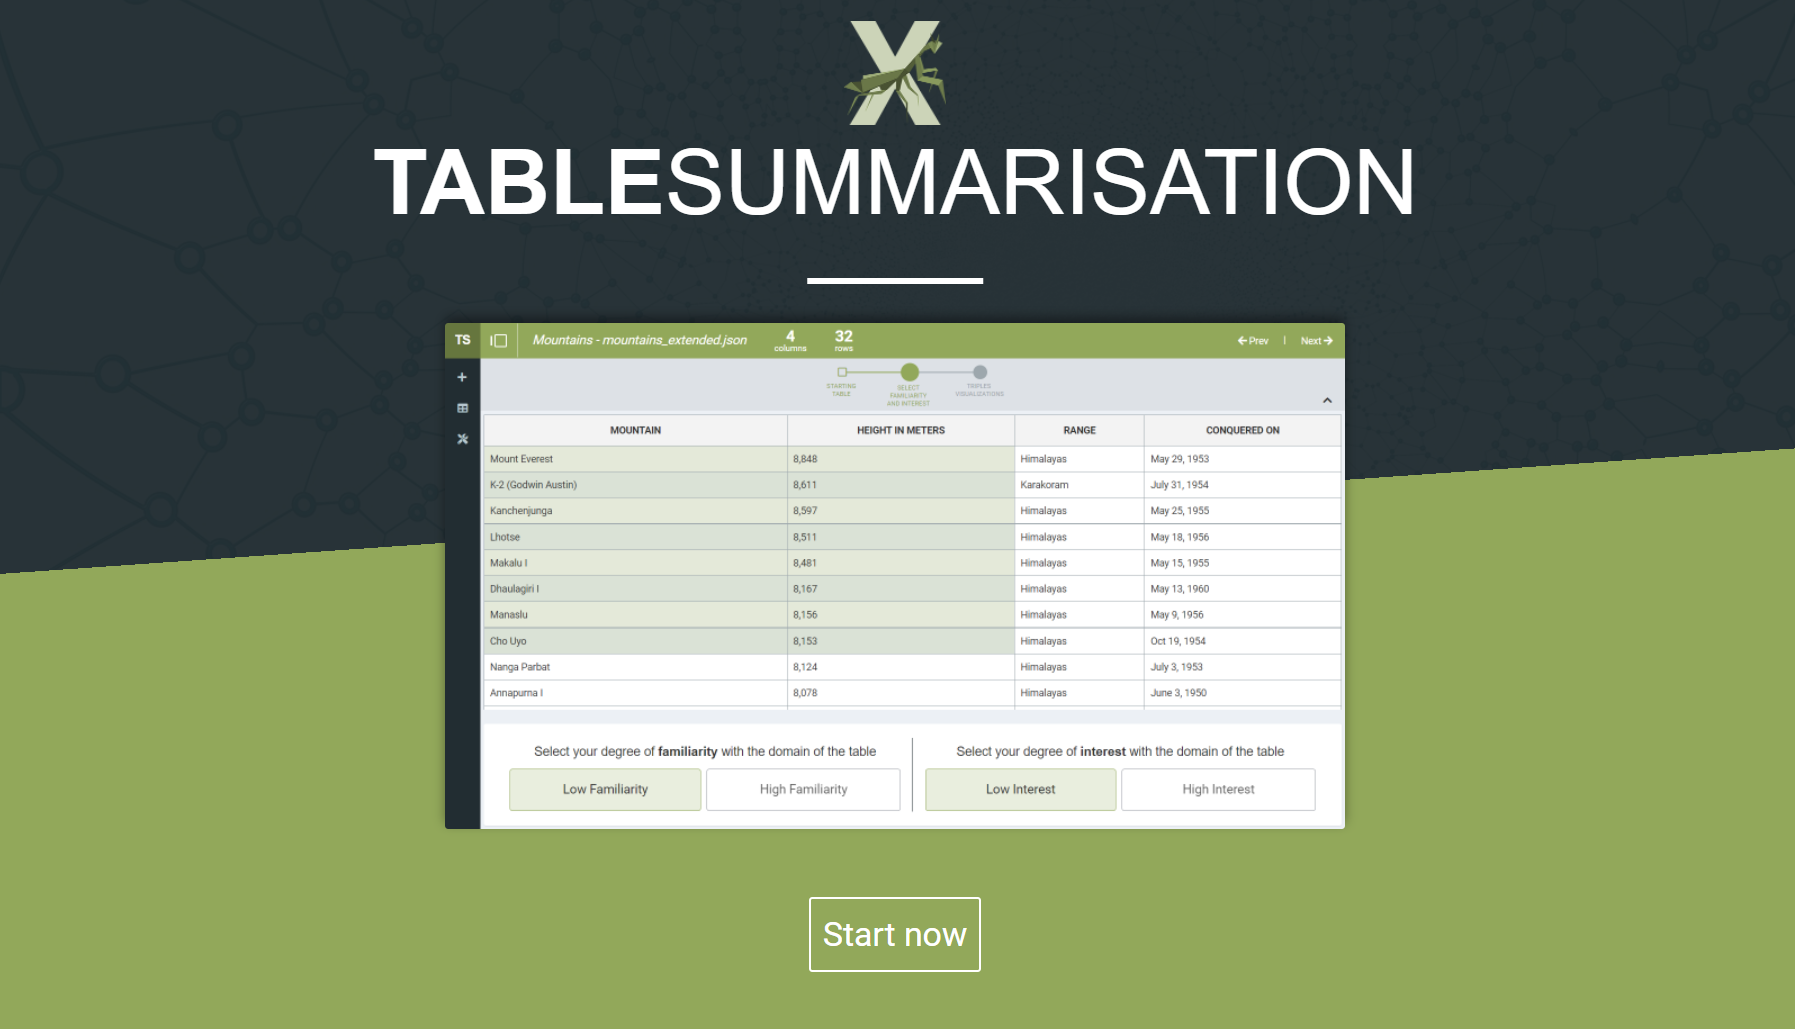 X
TABLESUMMARISATION
TS Mountains - mountains_extended.json 4 columns 32 rows Prev | Next
STARTING TABLE
SELECT FAMILIARITY AND INTEREST
TRIPLES VISUALIZATIONS
MOUNTAIN HEIGHT IN METERS RANGE CONQUERED ON
Mount Everest 8,848 Himalayas May 29, 1953
K-2 (Godwin Austin) 8,611 Karakoram July 31, 1954
Kanchenjunga 8,597 Himalayas May 25, 1955
Lhotse 8,511 Himalayas May 18, 1956
Makalu I 8,481 Himalayas May 15, 1955
Dhaulagiri I 8,167 Himalayas May 13, 1960
Manaslu 8,156 Himalayas May 9, 1956
Cho Uyo 8,153 Himalayas Oct 19, 1954
Nanga Parbat 8,124 Himalayas July 3, 1953
Annapurna I 8,078 Himalayas June 3, 1950
Select your degree of familiarity with the domain of the table
Low Familiarity High Familiarity
Select your degree of interest with the domain of the table
Low Interest High Interest
Start now